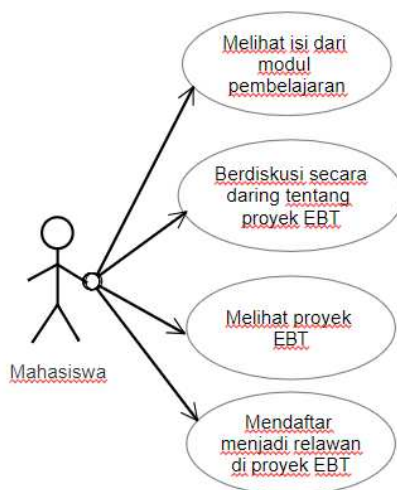 Melihat isi dari
modul
pembelajaran
Berdiskusi secara
daring tentang
proyek EBT
Melihat proyek
EBT
Mahasiswa
Mendaftar
menjadi relawan
di proyek EBT